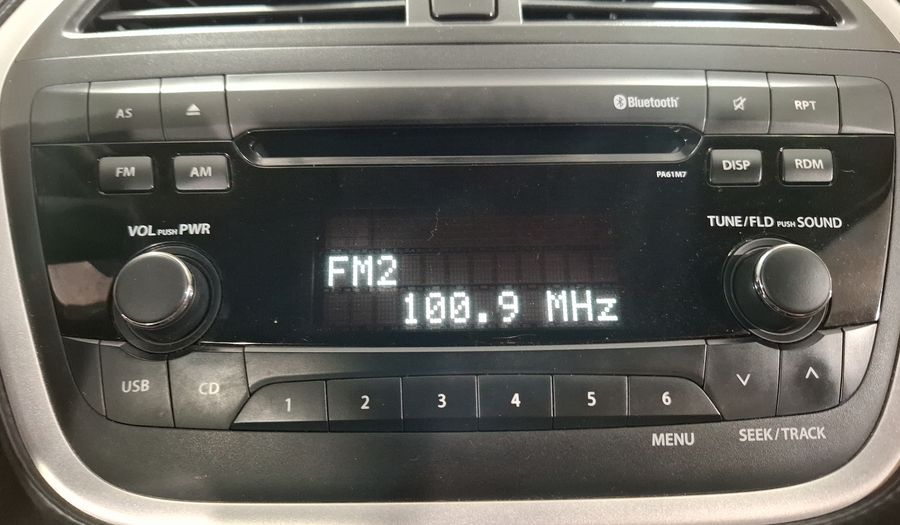 AS
Bluetooth
RPT
FM
AM
PA61M7
DISP
RDM
VOL PUSH PWR
TUNE/FLD PUSH SOUND
FM2
100.9 MHz
USB
CD
1
2
3
4
5
6
MENU
SEEK/TRACK